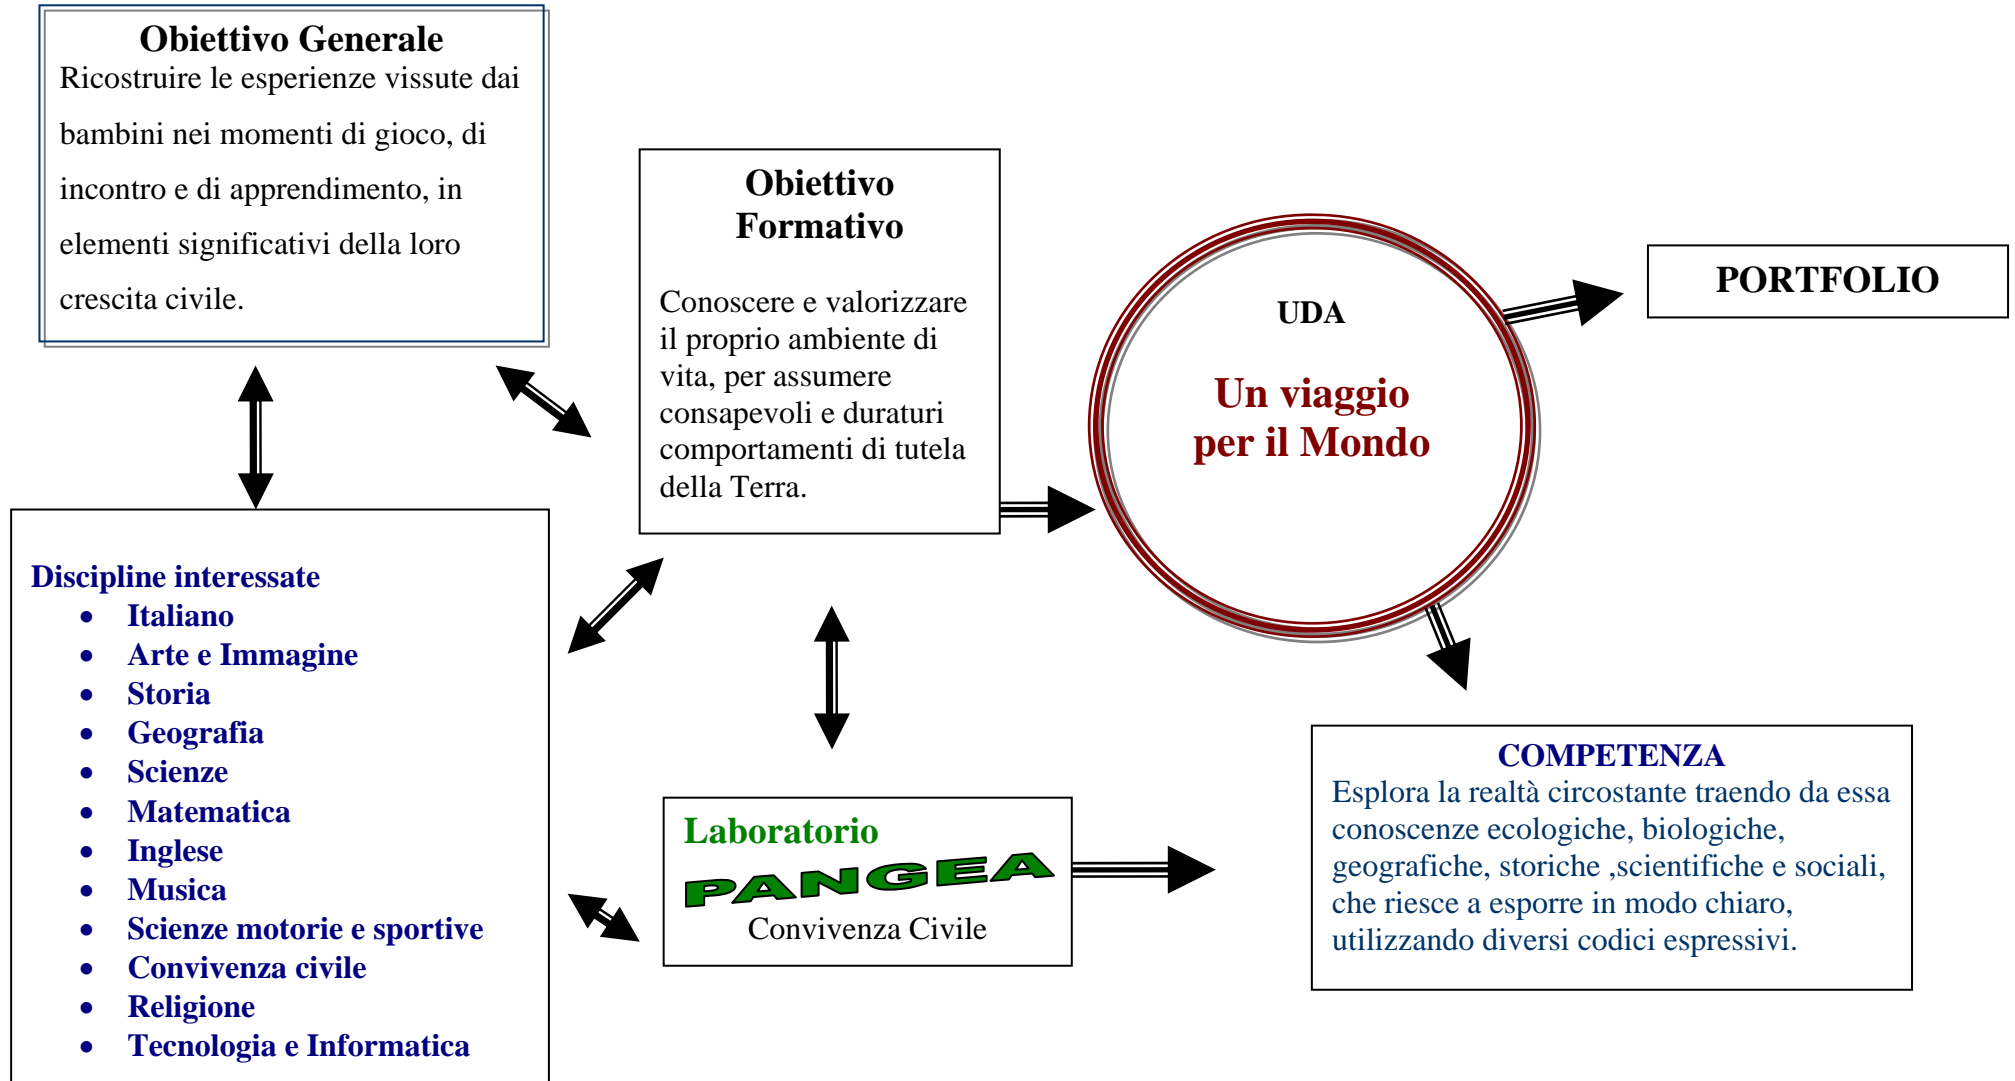 Obiettivo Generale
Ricostruire le esperienze vissute dai
bambini nei momenti di gioco, di
incontro e di apprendimento, in
elementi significativi della loro
crescita civile.
Obiettivo
Formativo
Conoscere e valorizzare
il proprio ambiente di
vita, per assumere
consapevoli e duraturi
comportamenti di tutela
della Terra.
UDA
Un viaggio
per il Mondo
PORTFOLIO
Discipline interessate
• Italiano
• Arte e Immagine
• Storia
• Geografia
• Scienze
• Matematica
• Inglese
• Musica
• Scienze motorie e sportive
• Convivenza civile
• Religione
• Tecnologia e Informatica
Laboratorio
PANGEA
Convivenza Civile
COMPETENZA
Esplora la realtà circostante traendo da essa
conoscenze ecologiche, biologiche,
geografiche, storiche ,scientifiche e sociali,
che riesce a esporre in modo chiaro,
utilizzando diversi codici espressivi.